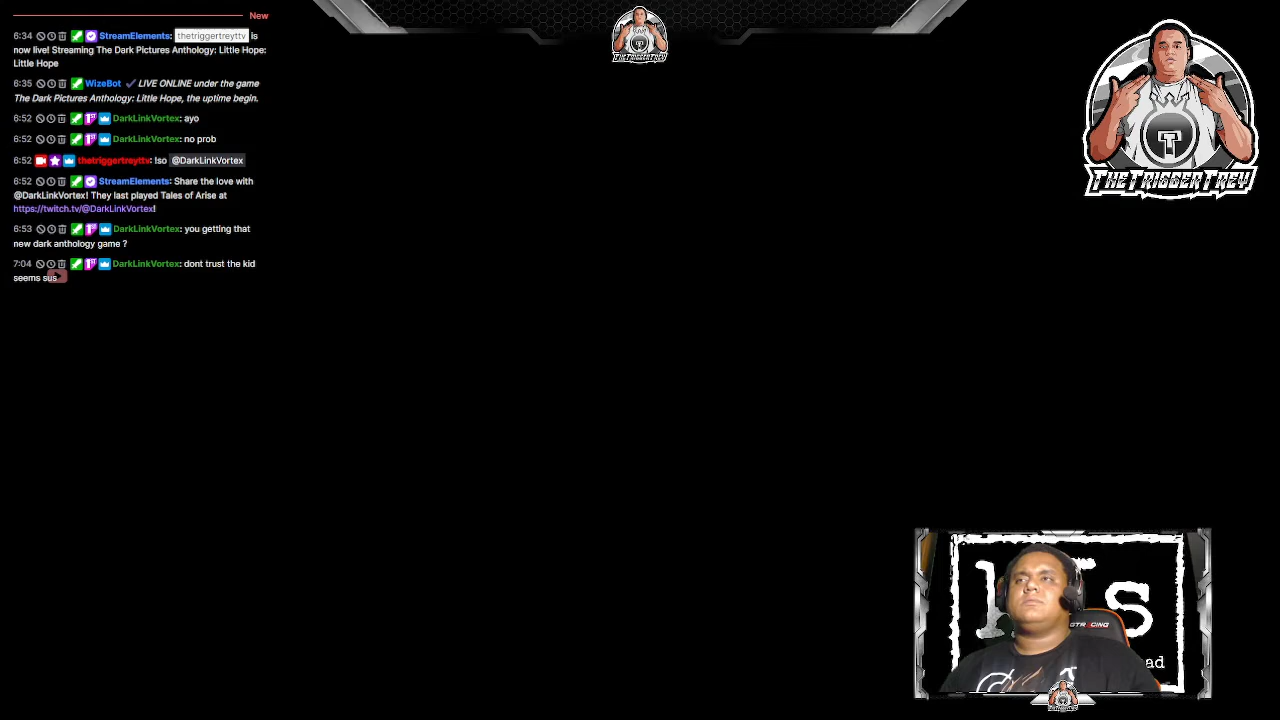 New
6:34 StreamElements: thetriggertreyttv is
now live! Streaming The Dark Pictures Anthology: Little Hope:
Little Hope
6:35 WizeBot LIVE ONLINE under the game
The Dark Pictures Anthology: Little Hope, the uptime begin.
6:52 DarkLinkVortex: ayo
6:52 DarkLinkVortex: no prob
6:52 thetriggertreyttv: !so @DarkLinkVortex
6:52 StreamElements: Share the love with
@DarkLinkVortex! They last played Tales of Arise at
https://twitch.tv/@DarkLinkVortex!
6:53 DarkLinkVortex: you getting that
new dark anthology game ?
7:04 DarkLinkVortex: dont trust the kid
seems sus
THETRIGGERTREY
T
THETRIGGERTREY
GTRACING
ad